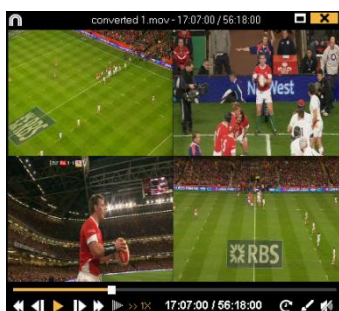 converted 1.mov - 17:07:00 / 56:18:00
NatWest
RBS
RBS
>> 1X 17:07:00 / 56:18:00